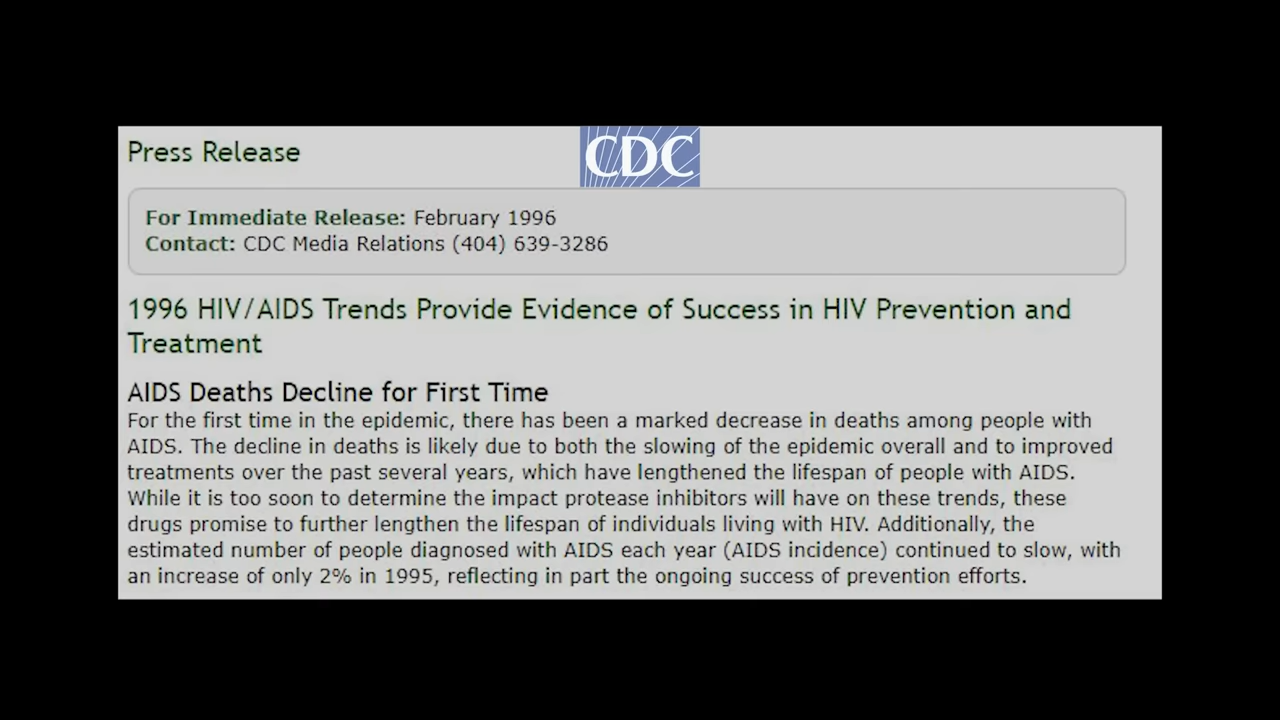 Press Release
CDC
For Immediate Release: February 1996
Contact: CDC Media Relations (404) 639-3286
1996 HIV/AIDS Trends Provide Evidence of Success in HIV Prevention and
Treatment
AIDS Deaths Decline for First Time
For the first time in the epidemic, there has been a marked decrease in deaths among people with
AIDS. The decline in deaths is likely due to both the slowing of the epidemic overall and to improved
treatments over the past several years, which have lengthened the lifespan of people with AIDS.
While it is too soon to determine the impact protease inhibitors will have on these trends, these
drugs promise to further lengthen the lifespan of individuals living with HIV. Additionally, the
estimated number of people diagnosed with AIDS each year (AIDS incidence) continued to slow, with
an increase of only 2% in 1995, reflecting in part the ongoing success of prevention efforts.